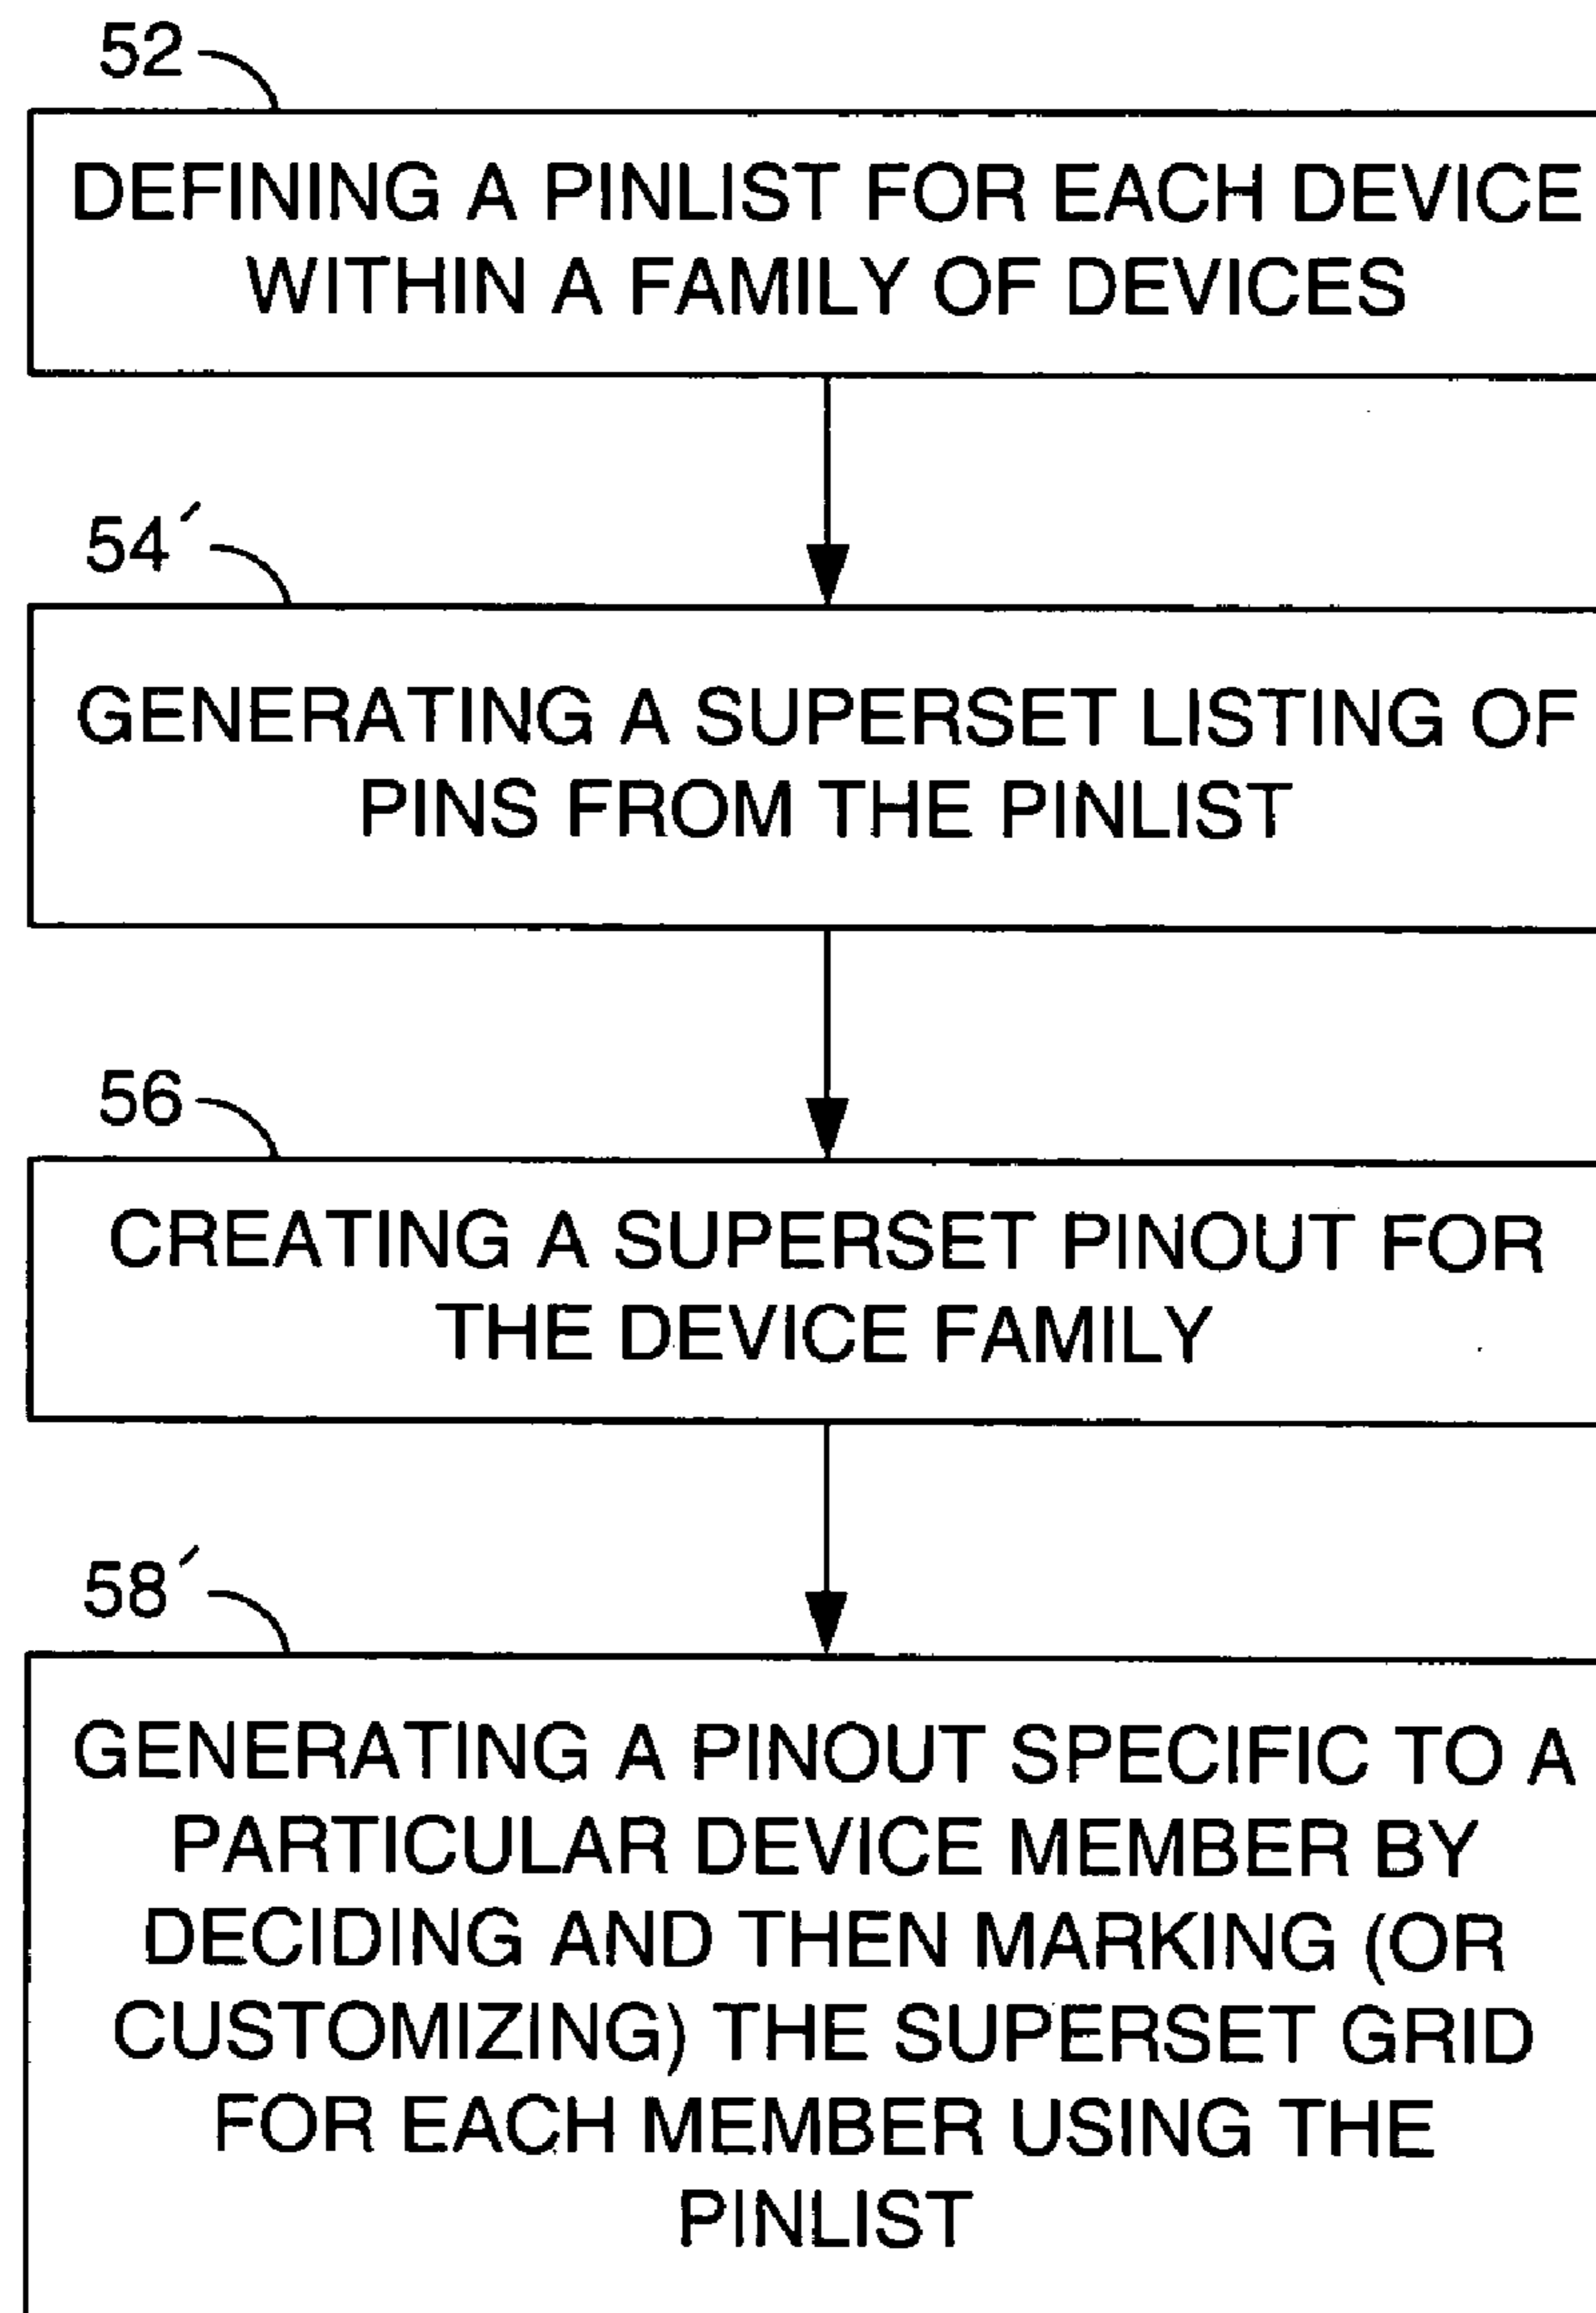 52
DEFINING A PINLIST FOR EACH DEVICE
WITHIN A FAMILY OF DEVICES
54′
GENERATING A SUPERSET LISTING OF
PINS FROM THE PINLIST
56
CREATING A SUPERSET PINOUT FOR
THE DEVICE FAMILY
58′
GENERATING A PINOUT SPECIFIC TO A
PARTICULAR DEVICE MEMBER BY
DECIDING AND THEN MARKING (OR
CUSTOMIZING) THE SUPERSET GRID
FOR EACH MEMBER USING THE
PINLIST